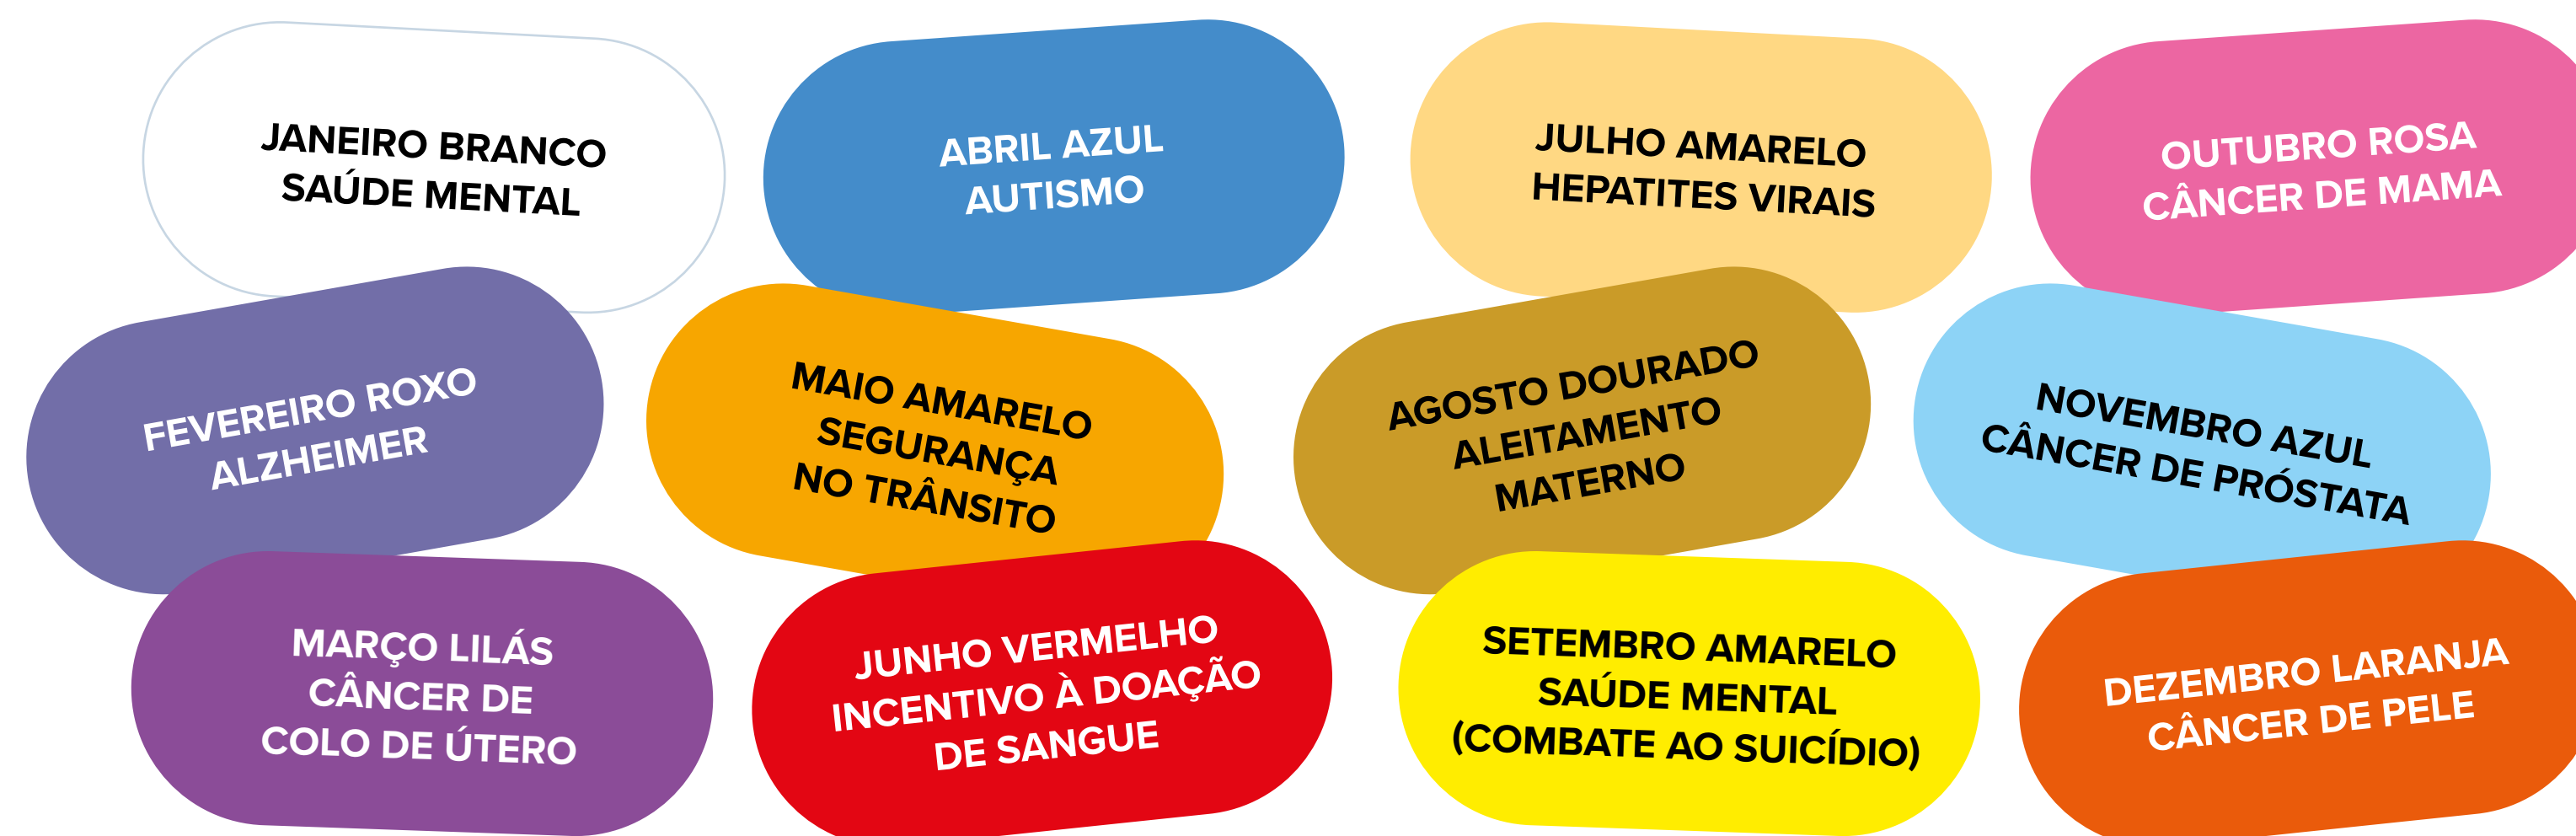 JANEIRO BRANCO
SAÚDE MENTAL
FEVEREIRO ROXO
ALZHEIMER
MARÇO LILÁS
CÂNCER DE
COLO DE ÚTERO
ABRIL AZUL
AUTISMO
MAIO AMARELO
SEGURANÇA
NO TRÂNSITO
JUNHO VERMELHO
INCENTIVO À DOAÇÃO
DE SANGUE
JULHO AMARELO
HEPATITES VIRAIS
AGOSTO DOURADO
ALEITAMENTO
MATERNO
SETEMBRO AMARELO
SAÚDE MENTAL
(COMBATE AO SUICÍDIO)
OUTUBRO ROSA
CÂNCER DE MAMA
NOVEMBRO AZUL
CÂNCER DE PRÓSTATA
DEZEMBRO LARANJA
CÂNCER DE PELE